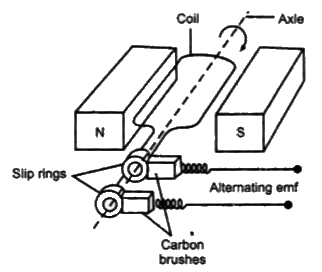 Coil
Axle
N
S
Slip rings
Alternating emf
Carbon
brushes